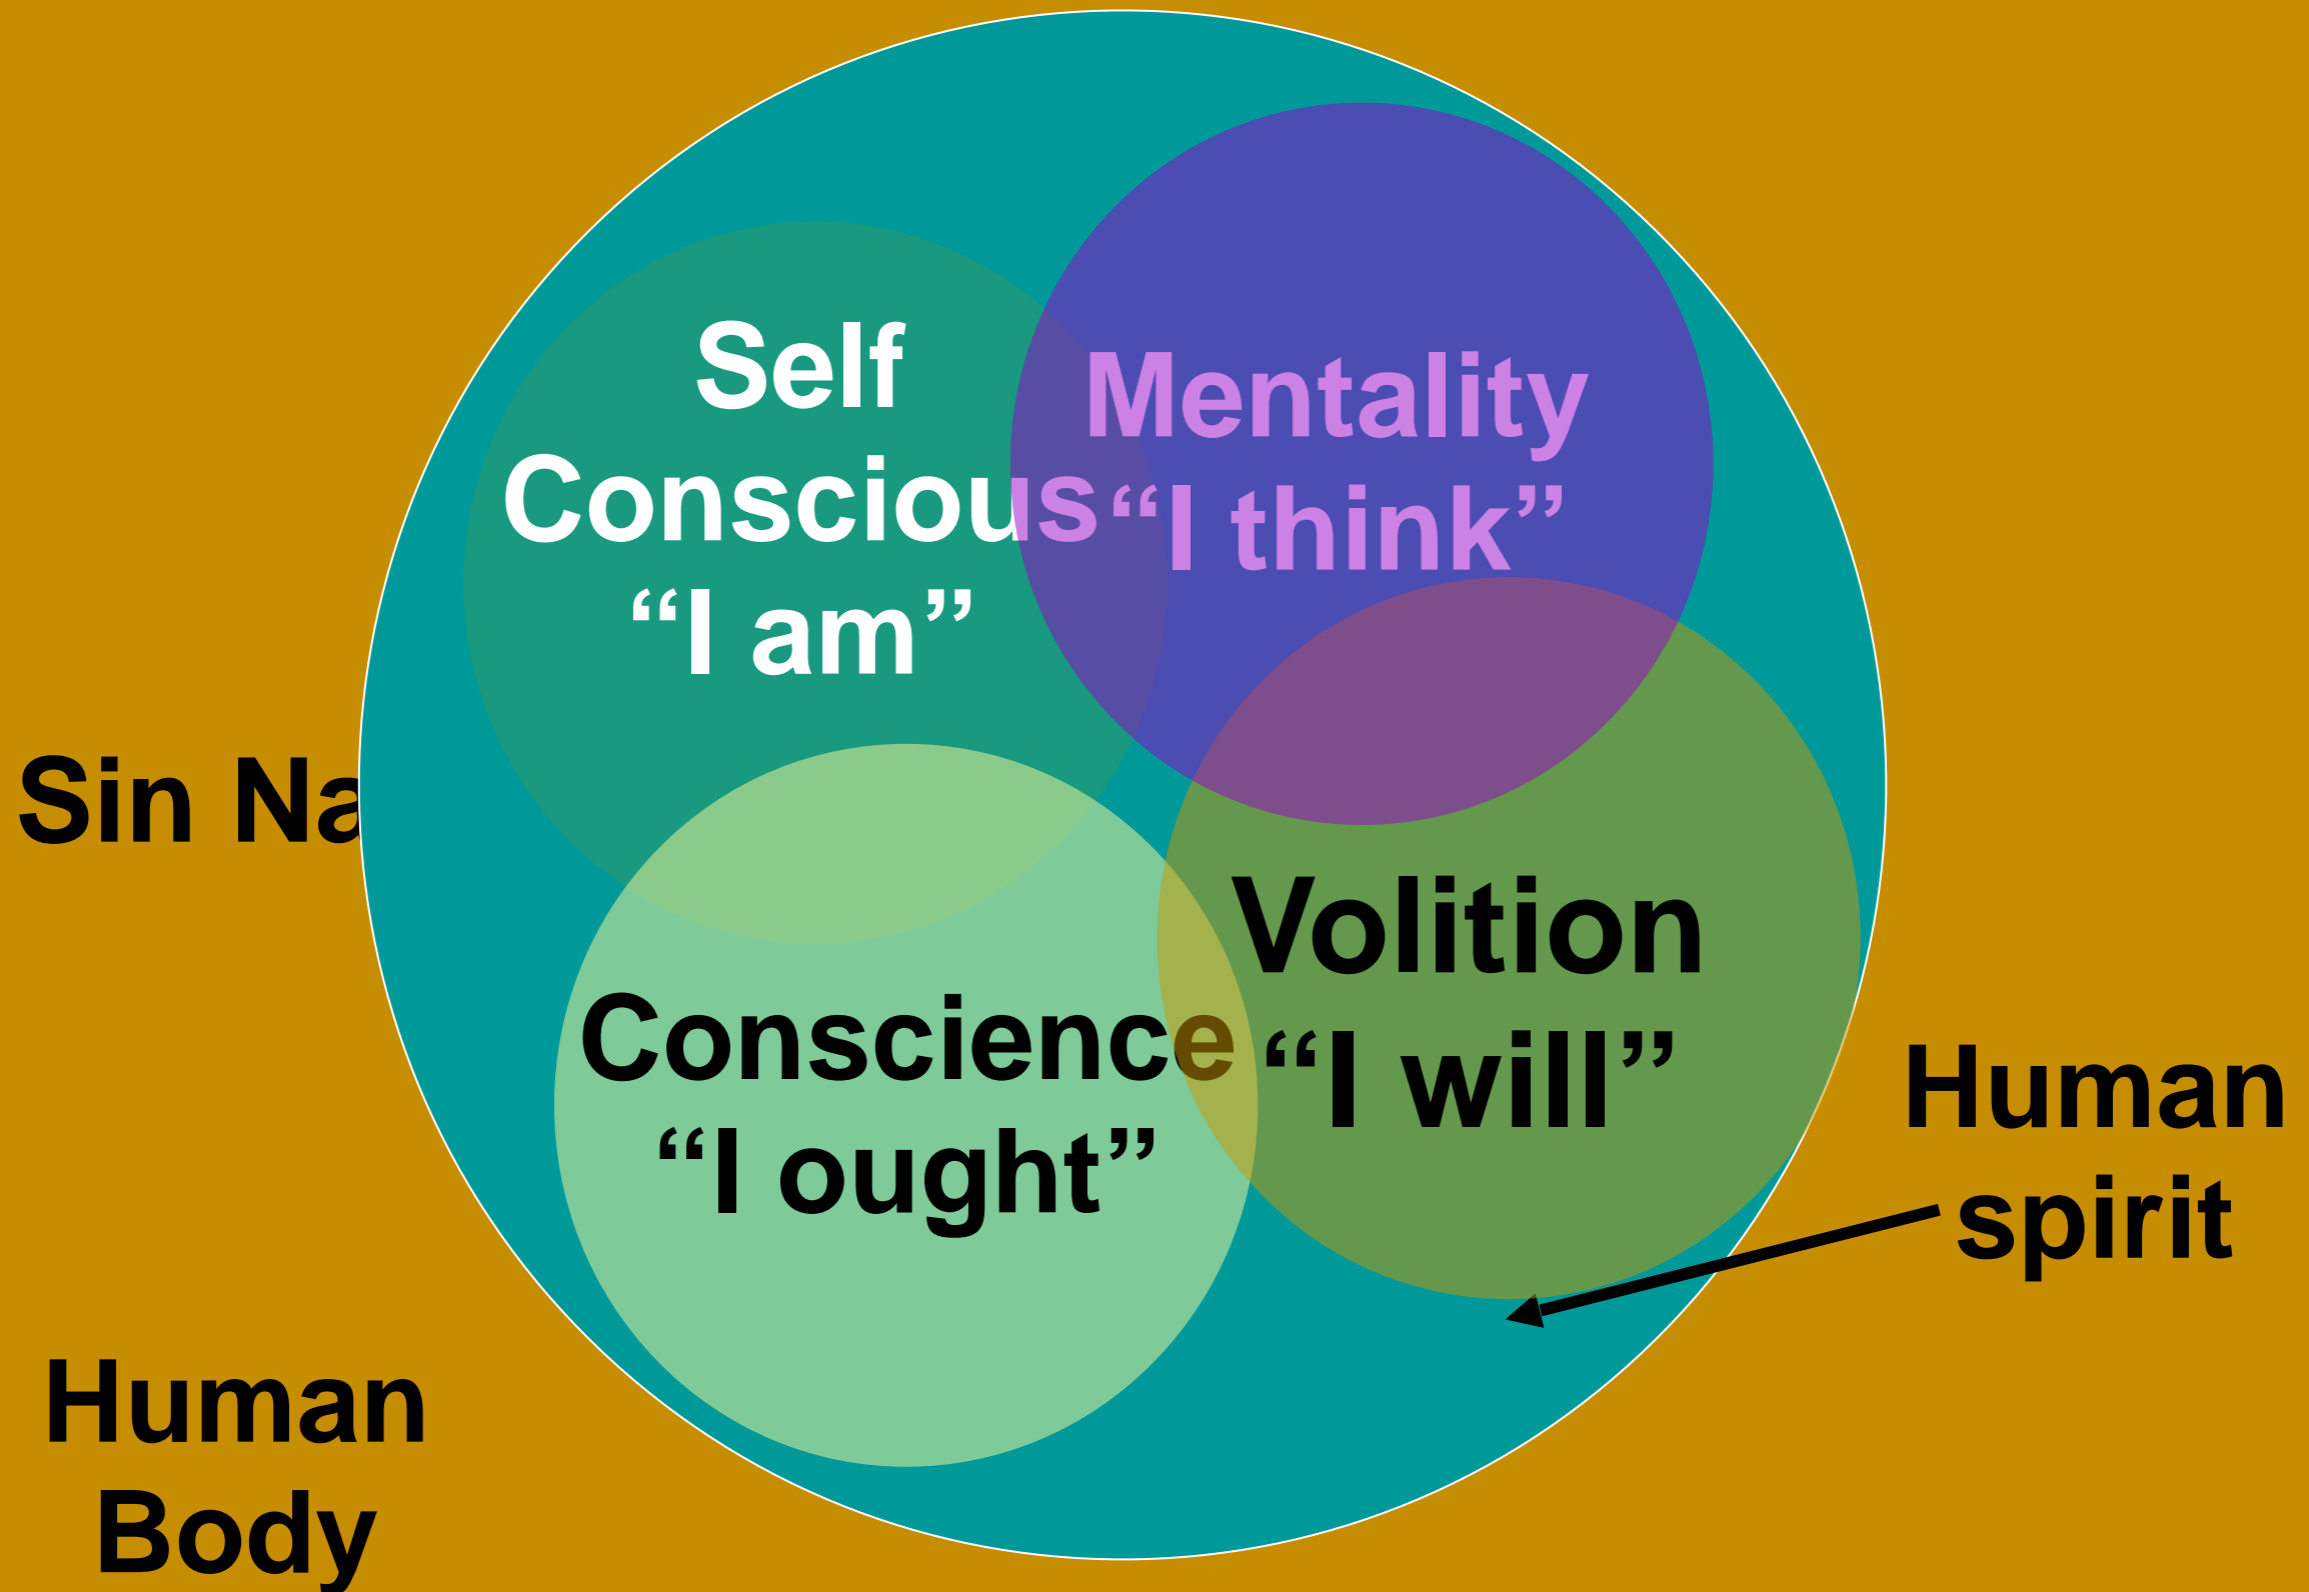 Self
Conscious
“I am”
Mentality
“I think”
Sin Na
Volition
“I will”
Conscience
“I ought”
Human
spirit
Human
Body